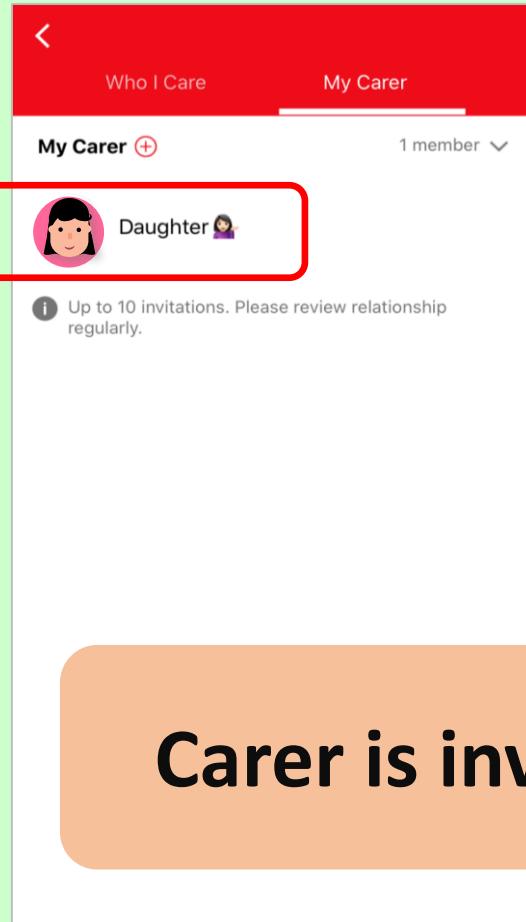 Who I Care My Carer
My Carer 1 member
Daughter💁🏻‍♀️
Up to 10 invitations. Please review relationship
regularly.
Carer is inv